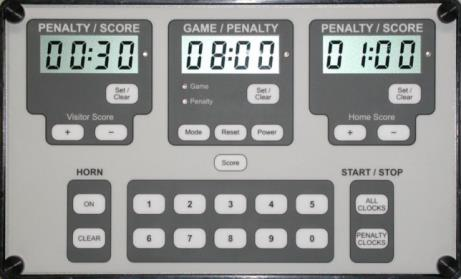 PENALTY / SCORE
GAME / PENALTY
PENALTY / SCORE
00:30
08:00
01:00
Set / Clear
Game
Penalty
Set / Clear
Set / Clear
Visitor Score
+
−
Mode
Reset
Power
Home Score
+
−
Score
HORN
START / STOP
ON
1
2
3
4
5
ALL CLOCKS
CLEAR
6
7
8
9
0
PENALTY CLOCKS